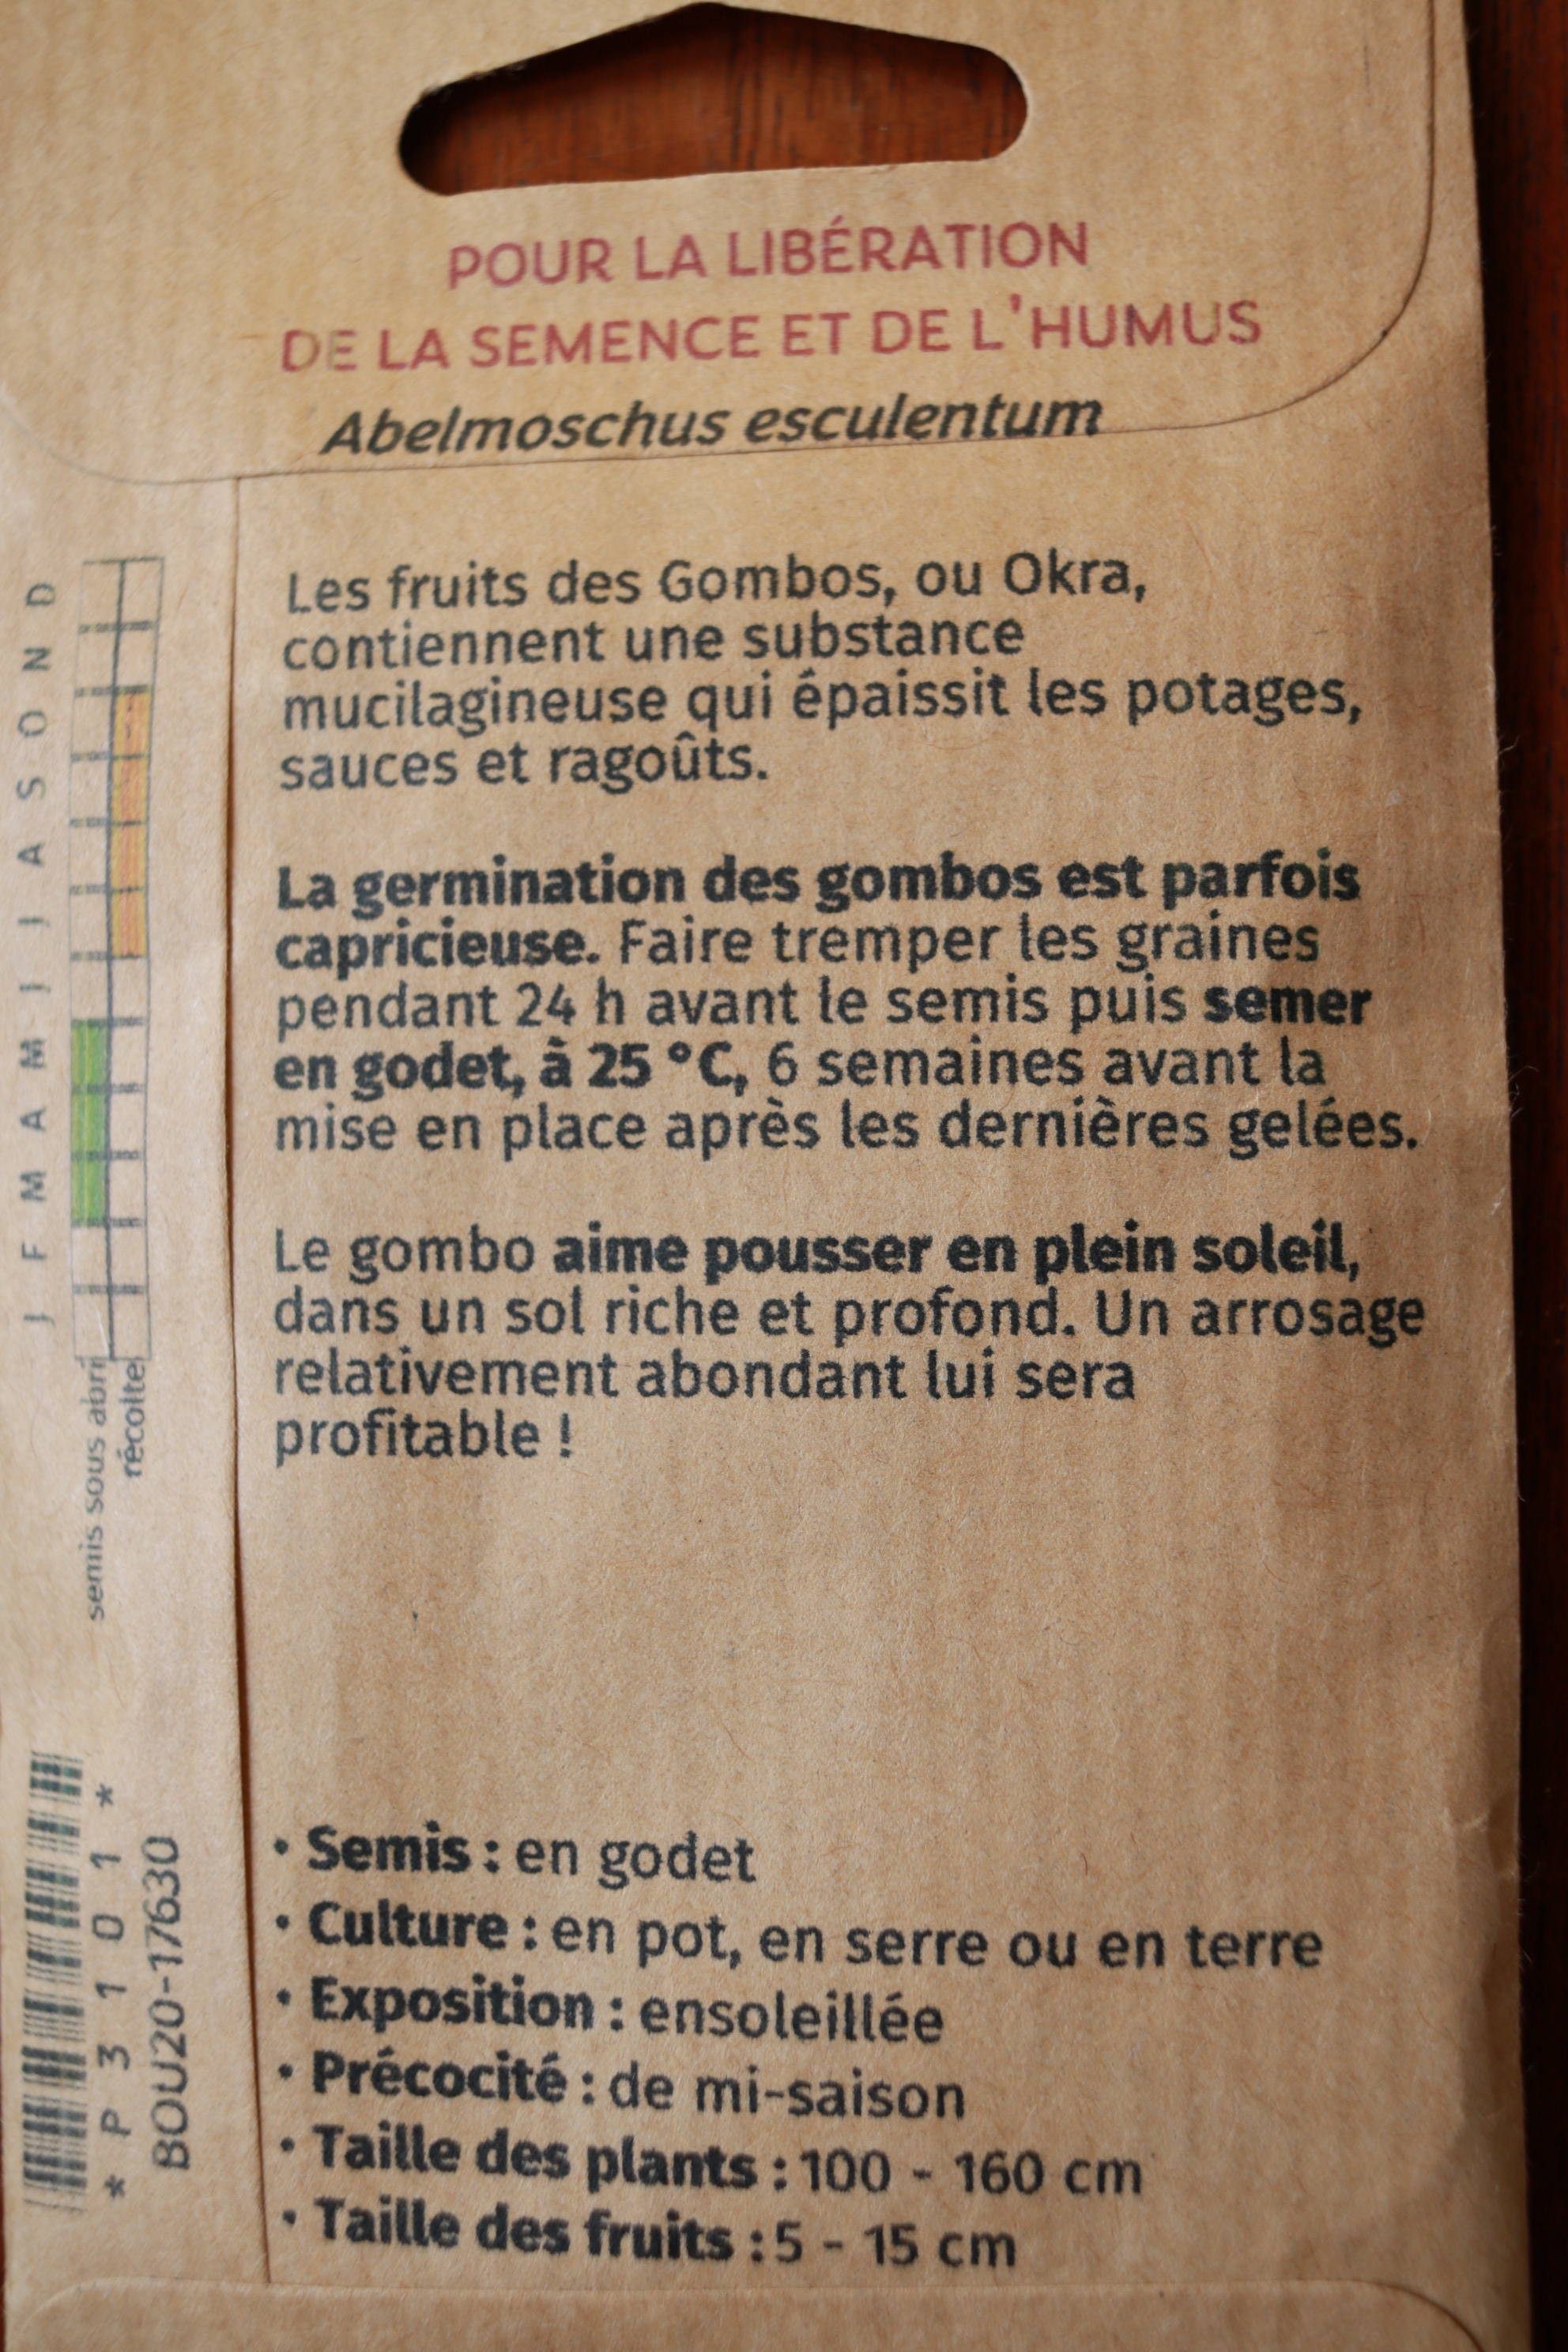 POUR LA LIBÉRATION
DE LA SEMENCE ET DE L'HUMUS
Abelmoschus esculentum
Les fruits des Gombos, ou Okra,
contiennent une substance
mucilagineuse qui épaissit les potages,
sauces et ragoûts.
La germination des gombos est parfois
capricieuse. Faire tremper les graines
pendant 24 h avant le semis puis semer
en godet, à 25 °C, 6 semaines avant la
mise en place après les dernières gelées.
Le gombo aime pousser en plein soleil,
dans un sol riche et profond. Un arrosage
relativement abondant lui sera
profitable !
• Semis : en godet
• Culture : en pot, en serre ou en terre
• Exposition : ensoleillée
• Précocité : de mi-saison
• Taille des plants : 100 - 160 cm
• Taille des fruits : 5 - 15 cm
J F M A M J J A S O N D
semis sous abri
récolte
* P 3 1 0 1 *
BOU20-17630